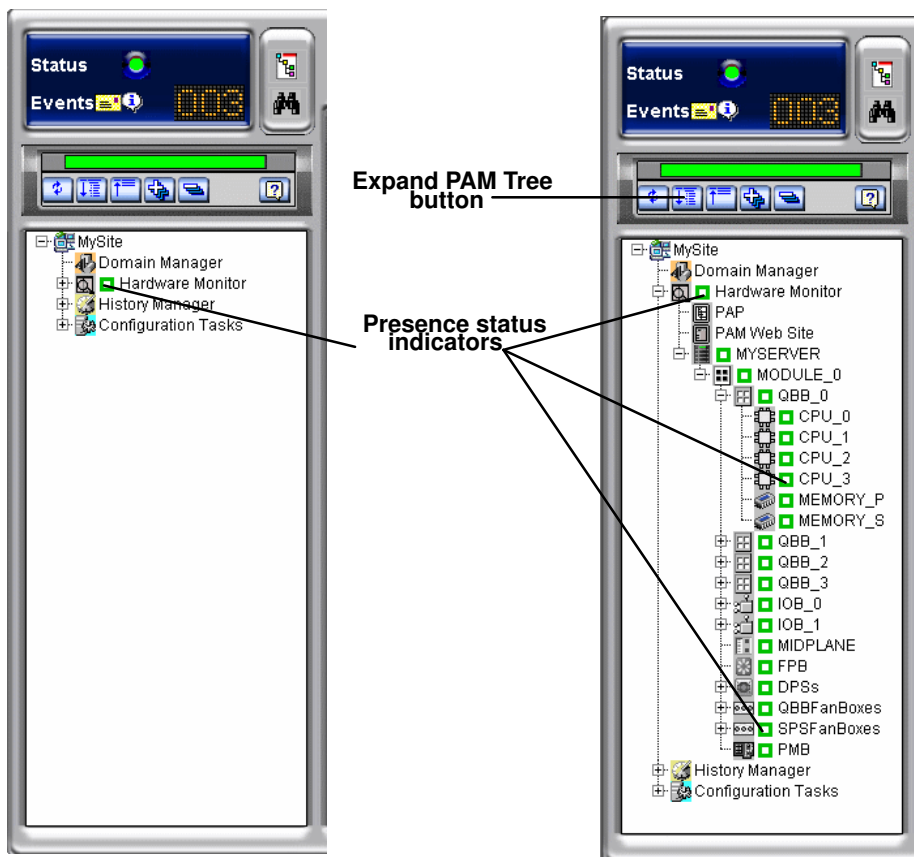 Status
Events
003
MySite
Domain Manager
Hardware Monitor
History Manager
Configuration Tasks
Expand PAM Tree
button
Presence status
indicators
Status
Events
003
MySite
Domain Manager
Hardware Monitor
PAP
PAM Web Site
MYSERVER
MODULE_0
QBB_0
CPU_0
CPU_1
CPU_2
CPU_3
MEMORY_P
MEMORY_S
QBB_1
QBB_2
QBB_3
IOB_0
IOB_1
MIDPLANE
FPB
DPSs
QBBFanBoxes
SPSFanBoxes
PMB
History Manager
Configuration Tasks